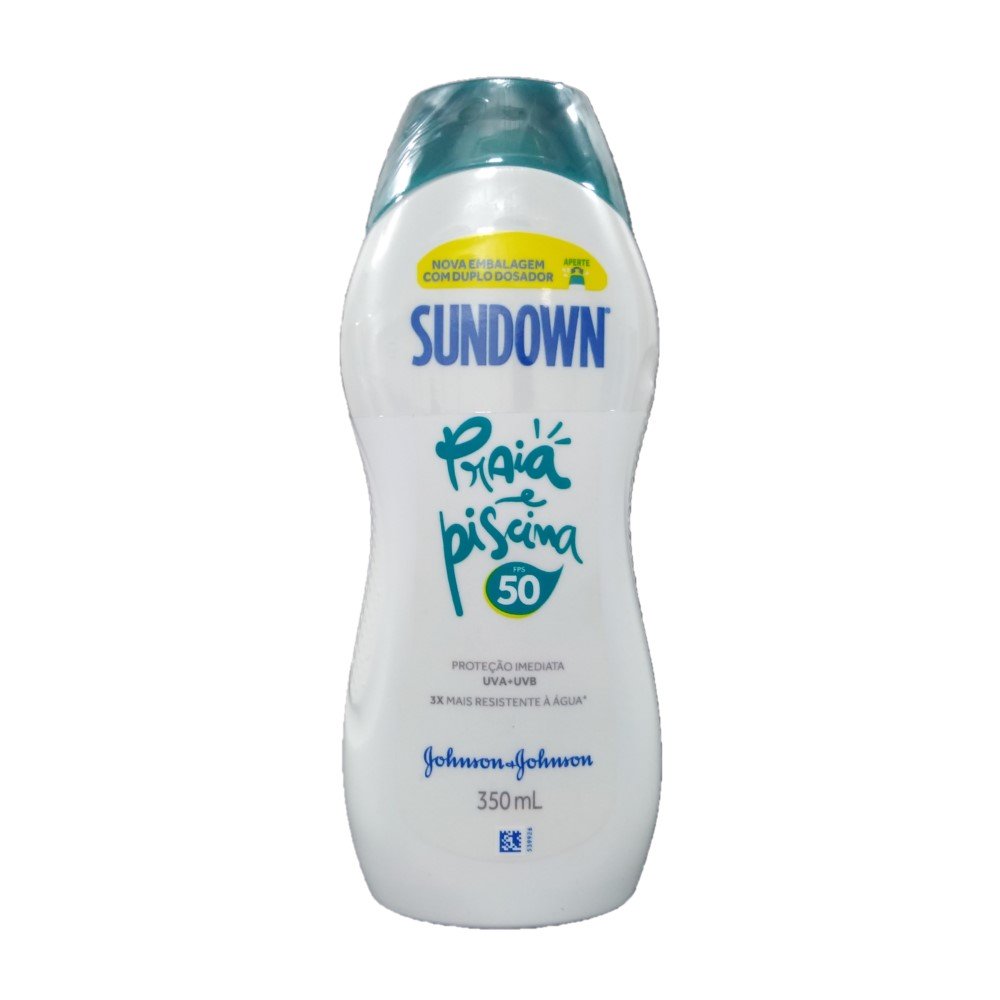 NOVA EMBALAGEM
COM DUPLO DOSADOR
APERTE
SUNDOWN
Praia
e
piscina
FPS
50
PROTEÇÃO IMEDIATA
UVA+UVB
3X MAIS RESISTENTE À ÁGUA*
Johnson+Johnson
350 mL
539926